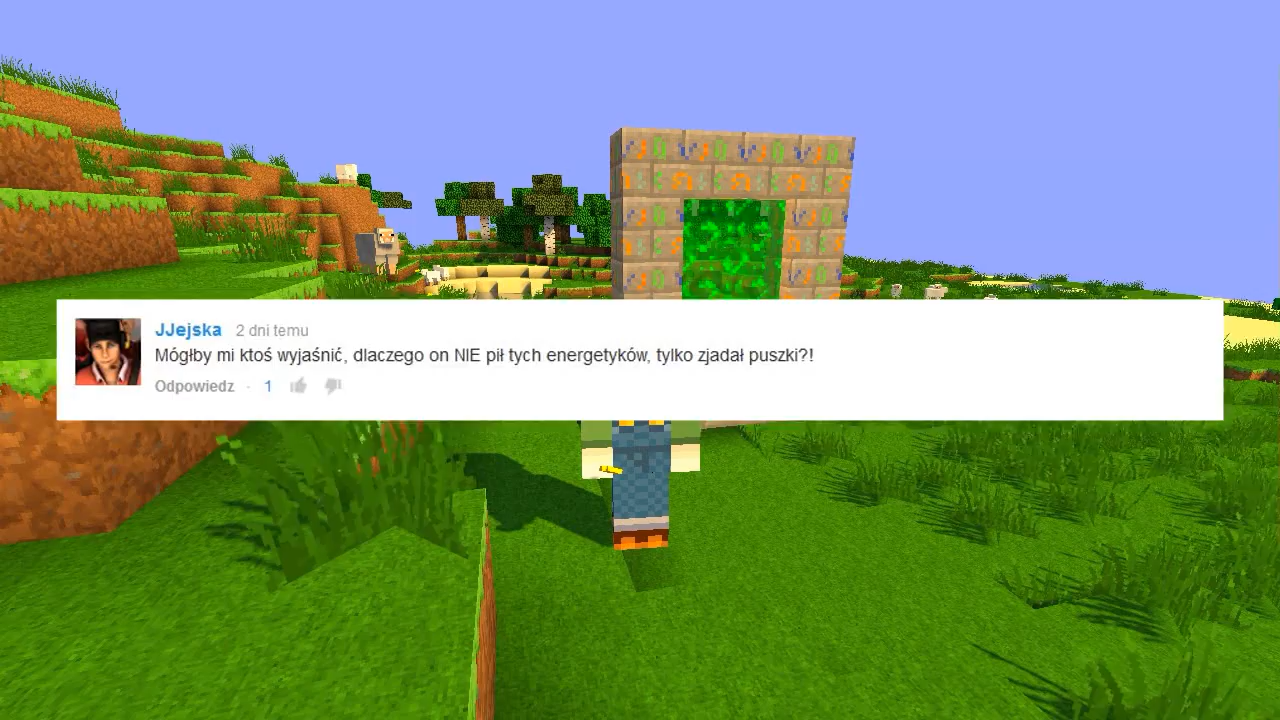 JJejska 2 dni temu
Mógłby mi ktoś wyjaśnić, dlaczego on NIE pił tych energetyków, tylko zjadał puszki?!
Odpowiedz · 1